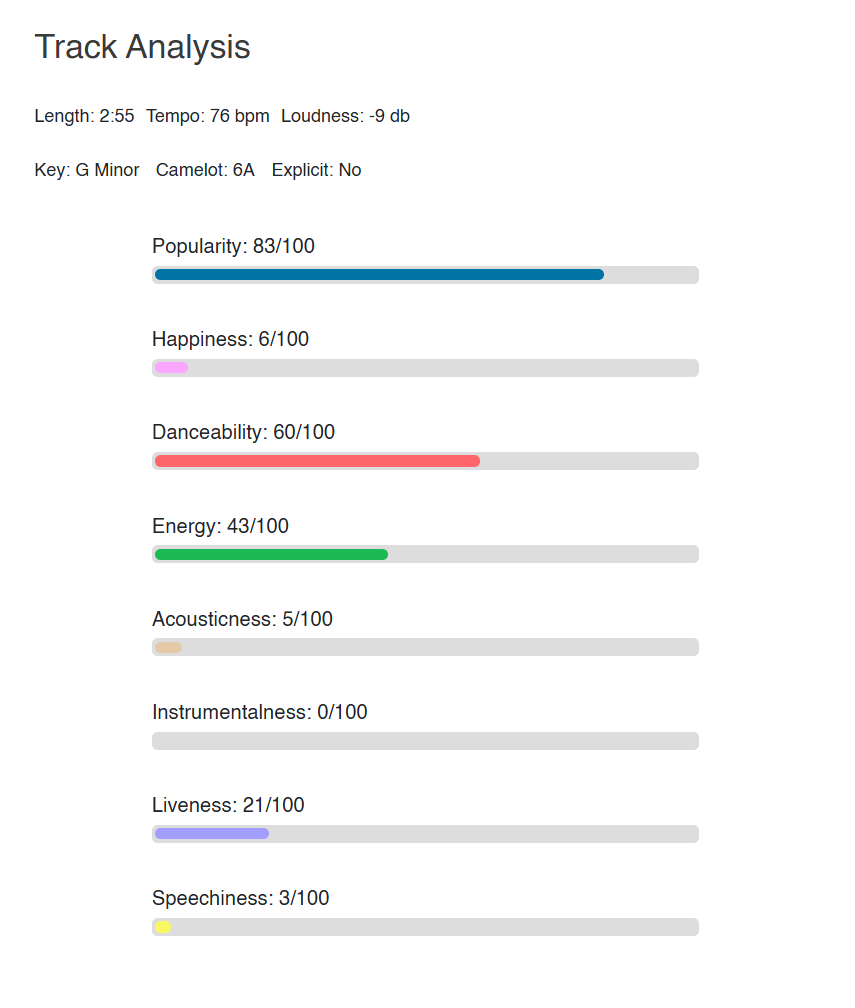 Track Analysis
Length: 2:55 Tempo: 76 bpm Loudness: -9 db
Key: G Minor Camelot: 6A Explicit: No
Popularity: 83/100
Happiness: 6/100
Danceability: 60/100
Energy: 43/100
Acousticness: 5/100
Instrumentalness: 0/100
Liveness: 21/100
Speechiness: 3/100